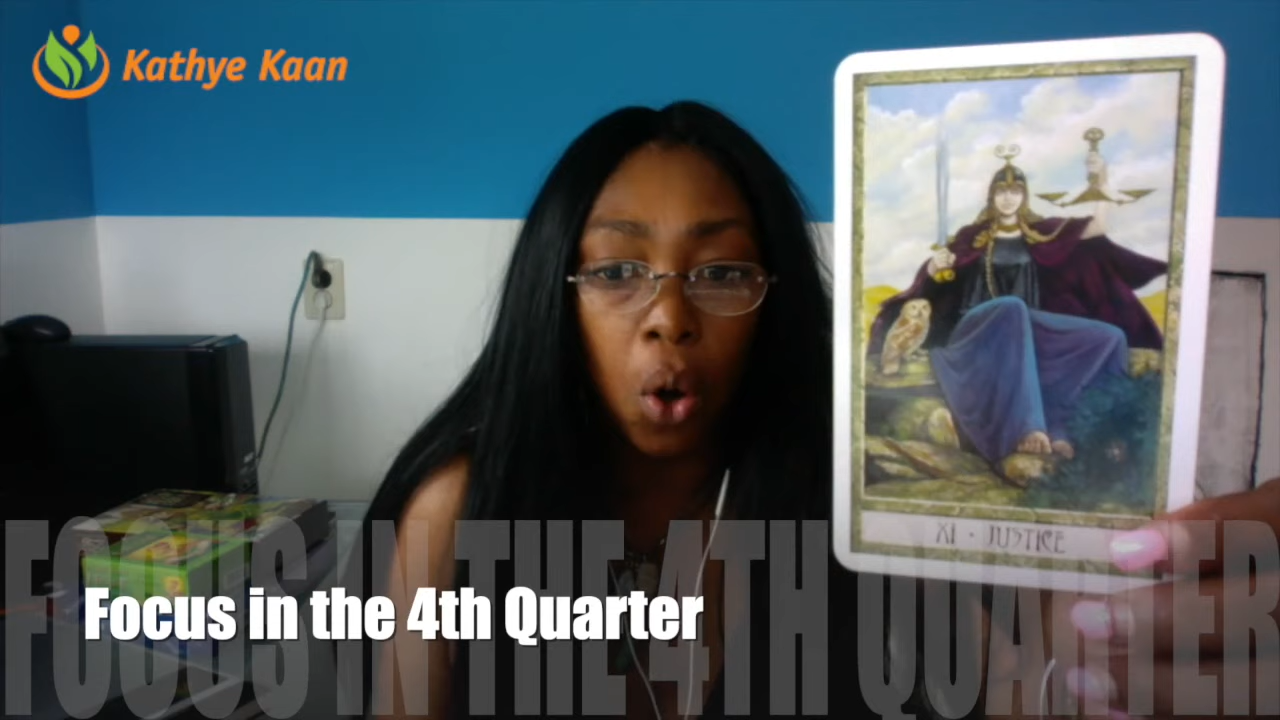 Kathye Kaan
XI · JUSTICE
FOCUS IN THE 4TH QUARTER
Focus in the 4th Quarter